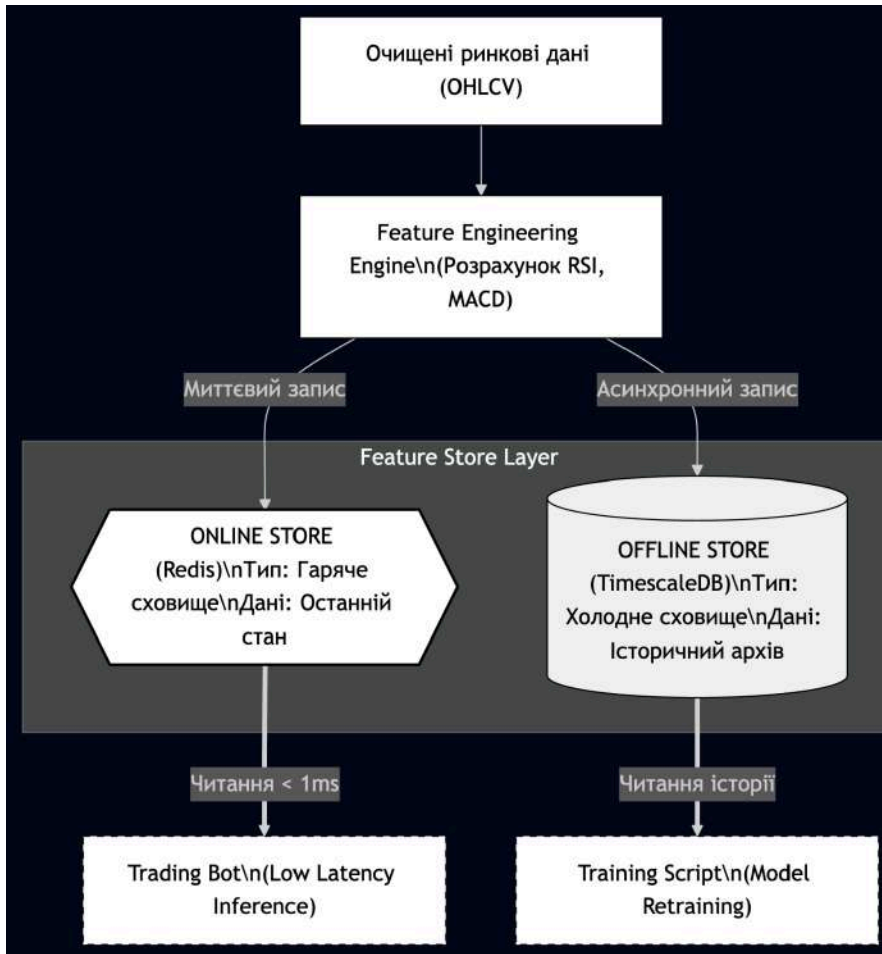 Очищені ринкові дані
(OHLCV)
Feature Engineering
Engine\n(Розрахунок RSI,
MACD)
Миттєвий запис
Асинхронний запис
Feature Store Layer
ONLINE STORE
(Redis)\nТип: Гаряче
сховище\nДані: Останній
стан
OFFLINE STORE
(TimescaleDB)\nТип:
Холодне сховище\nДані:
Історичний архів
Читання < 1ms
Читання історії
Trading Bot\n(Low Latency
Inference)
Training Script\n(Model
Retraining)